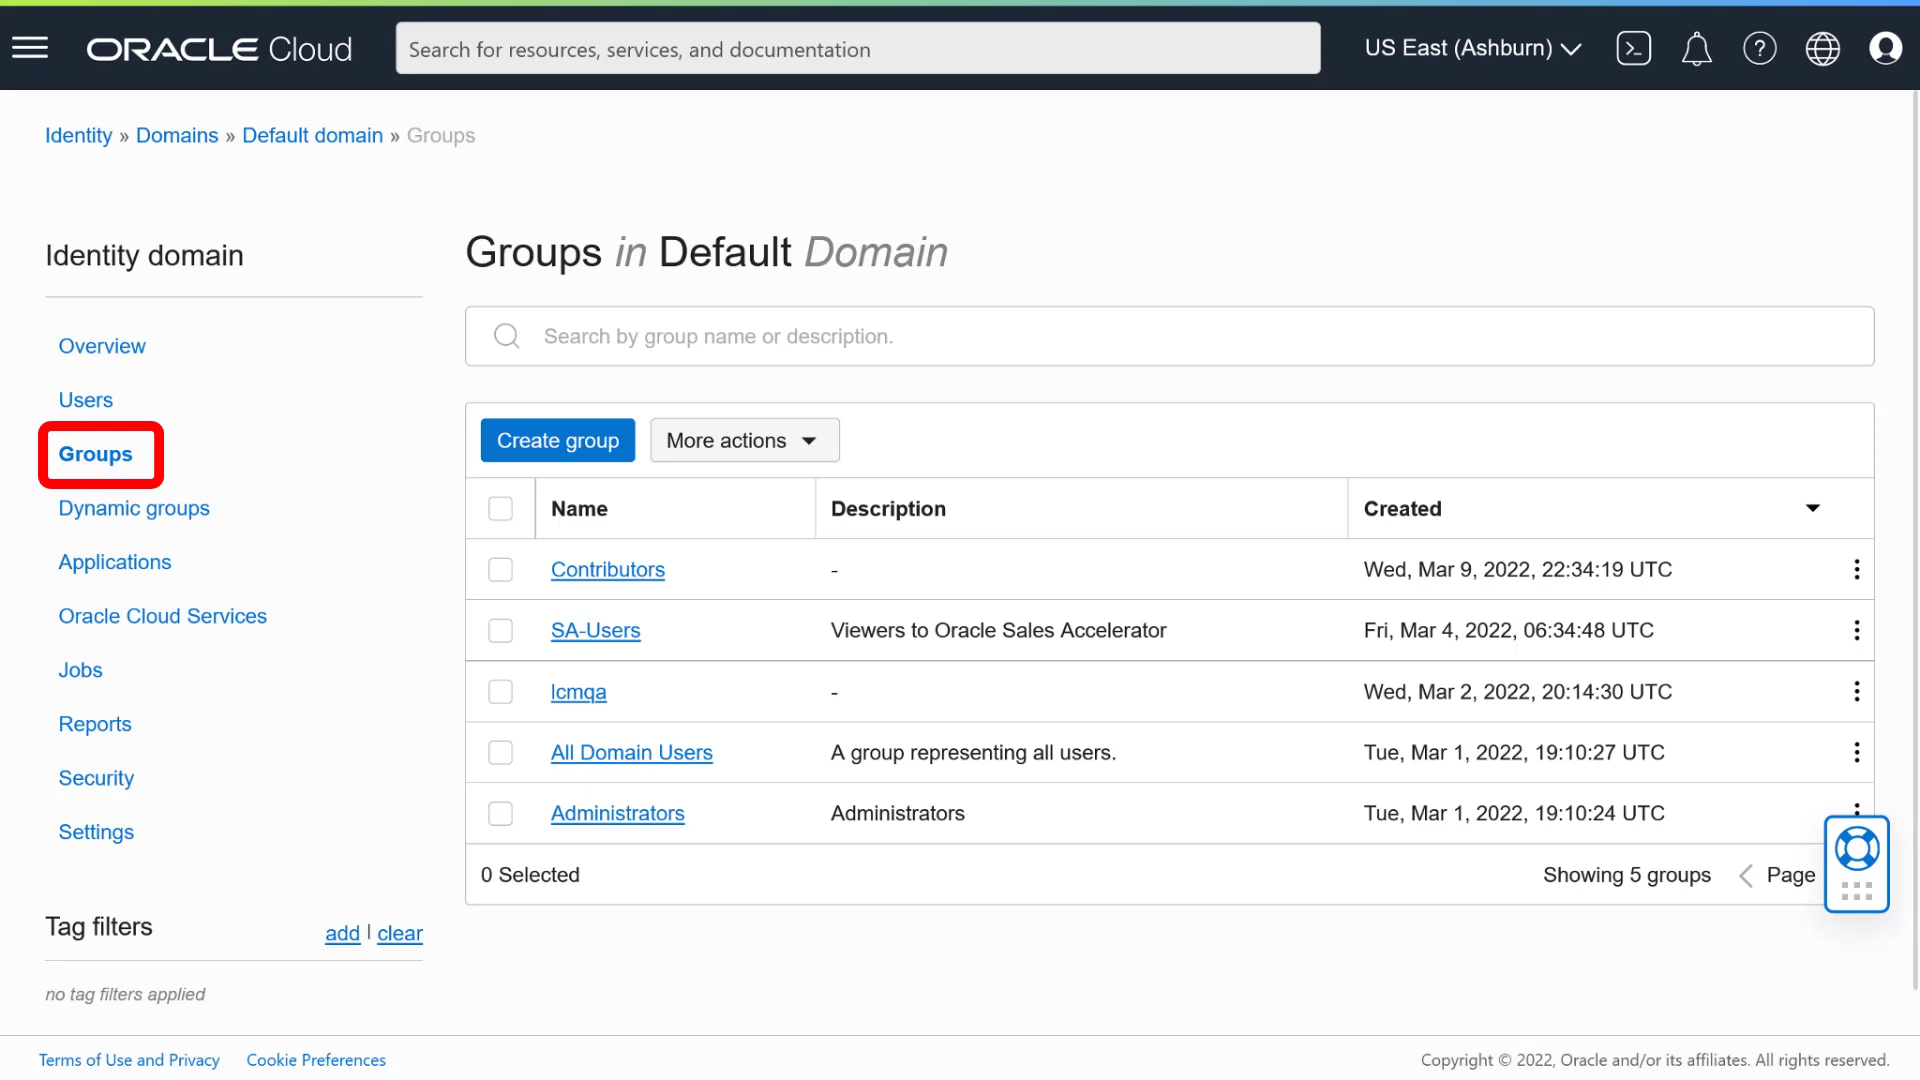 ORACLE Cloud
Search for resources, services, and documentation
US East (Ashburn)
Identity » Domains » Default domain » Groups
Identity domain
Overview
Users
Groups
Dynamic groups
Applications
Oracle Cloud Services
Jobs
Reports
Security
Settings
Tag filters
add | clear
no tag filters applied
Groups in Default Domain
Search by group name or description.
Create group More actions
Name Description Created
Contributors - Wed, Mar 9, 2022, 22:34:19 UTC
SA-Users Viewers to Oracle Sales Accelerator Fri, Mar 4, 2022, 06:34:48 UTC
lcmqa - Wed, Mar 2, 2022, 20:14:30 UTC
All Domain Users A group representing all users. Tue, Mar 1, 2022, 19:10:27 UTC
Administrators Administrators Tue, Mar 1, 2022, 19:10:24 UTC
0 Selected Showing 5 groups Page
Terms of Use and Privacy Cookie Preferences Copyright © 2022, Oracle and/or its affiliates. All rights reserved.